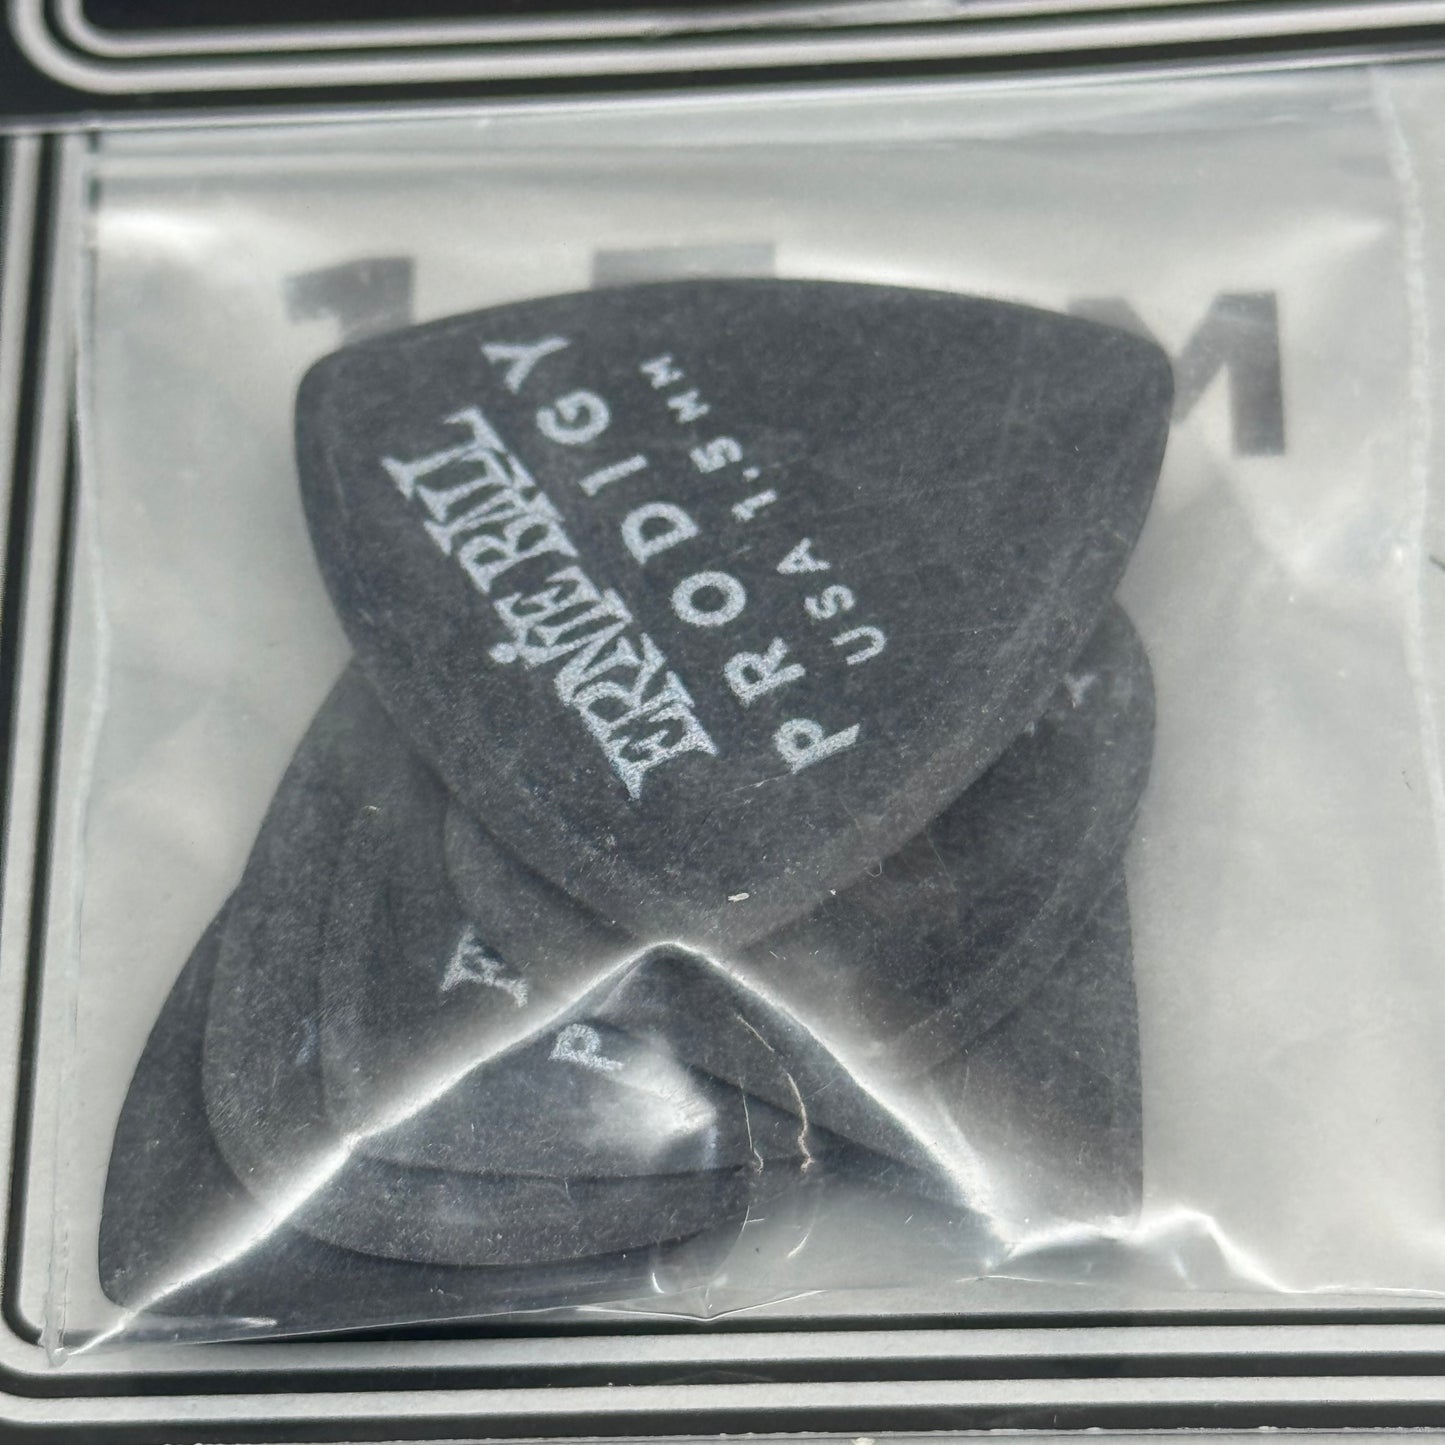 ERNIE BALL
PRODIGY
USA 1.5MM